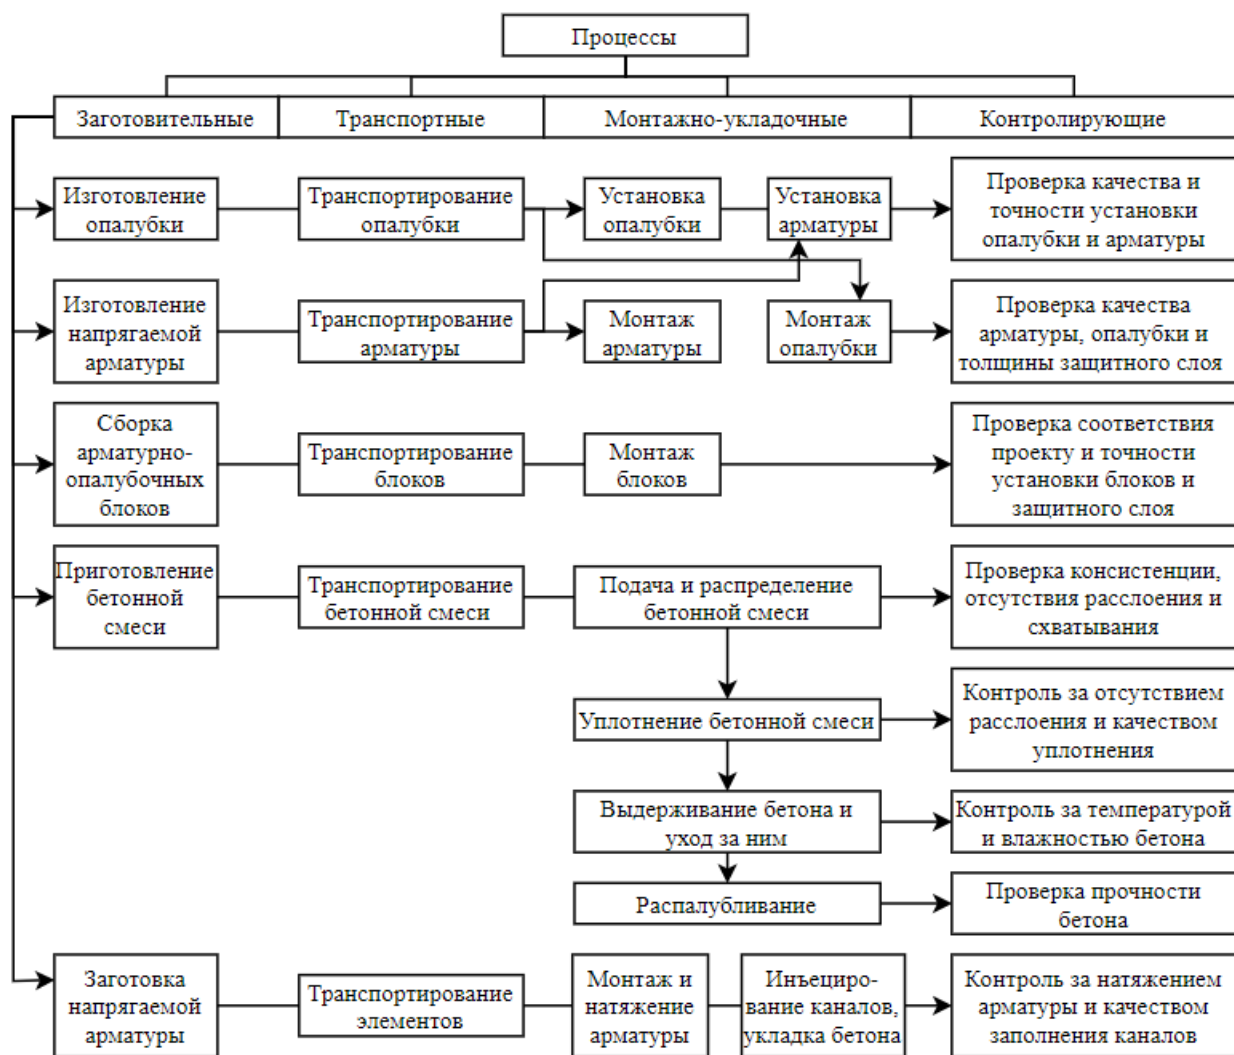 Процессы
Заготовительные
Транспортные
Монтажно-укладочные
Контролирующие
Изготовление
опалубки
Транспортирование
опалубки
Установка
опалубки
Установка
арматуры
Проверка качества и
точности установки
опалубки и арматуры
Изготовление
напрягаемой
арматуры
Транспортирование
арматуры
Монтаж
арматуры
Монтаж
опалубки
Проверка качества
арматуры, опалубки и
толщины защитного слоя
Сборка
арматурно-
опалубочных
блоков
Транспортирование
блоков
Монтаж
блоков
Проверка соответствия
проекту и точности
установки блоков и
защитного слоя
Приготовление
бетонной
смеси
Транспортирование
бетонной смеси
Подача и распределение
бетонной смеси
Проверка консистенции,
отсутствия расслоения и
схватывания
Уплотнение бетонной смеси
Контроль за отсутствием
расслоения и качеством
уплотнения
Выдерживание бетона и
уход за ним
Контроль за температурой
и влажностью бетона
Распалубливание
Проверка прочности
бетона
Заготовка
напрягаемой
арматуры
Транспортирование
элементов
Монтаж и
натяжение
арматуры
Инъециро-
вание каналов,
укладка бетона
Контроль за натяжением
арматуры и качеством
заполнения каналов